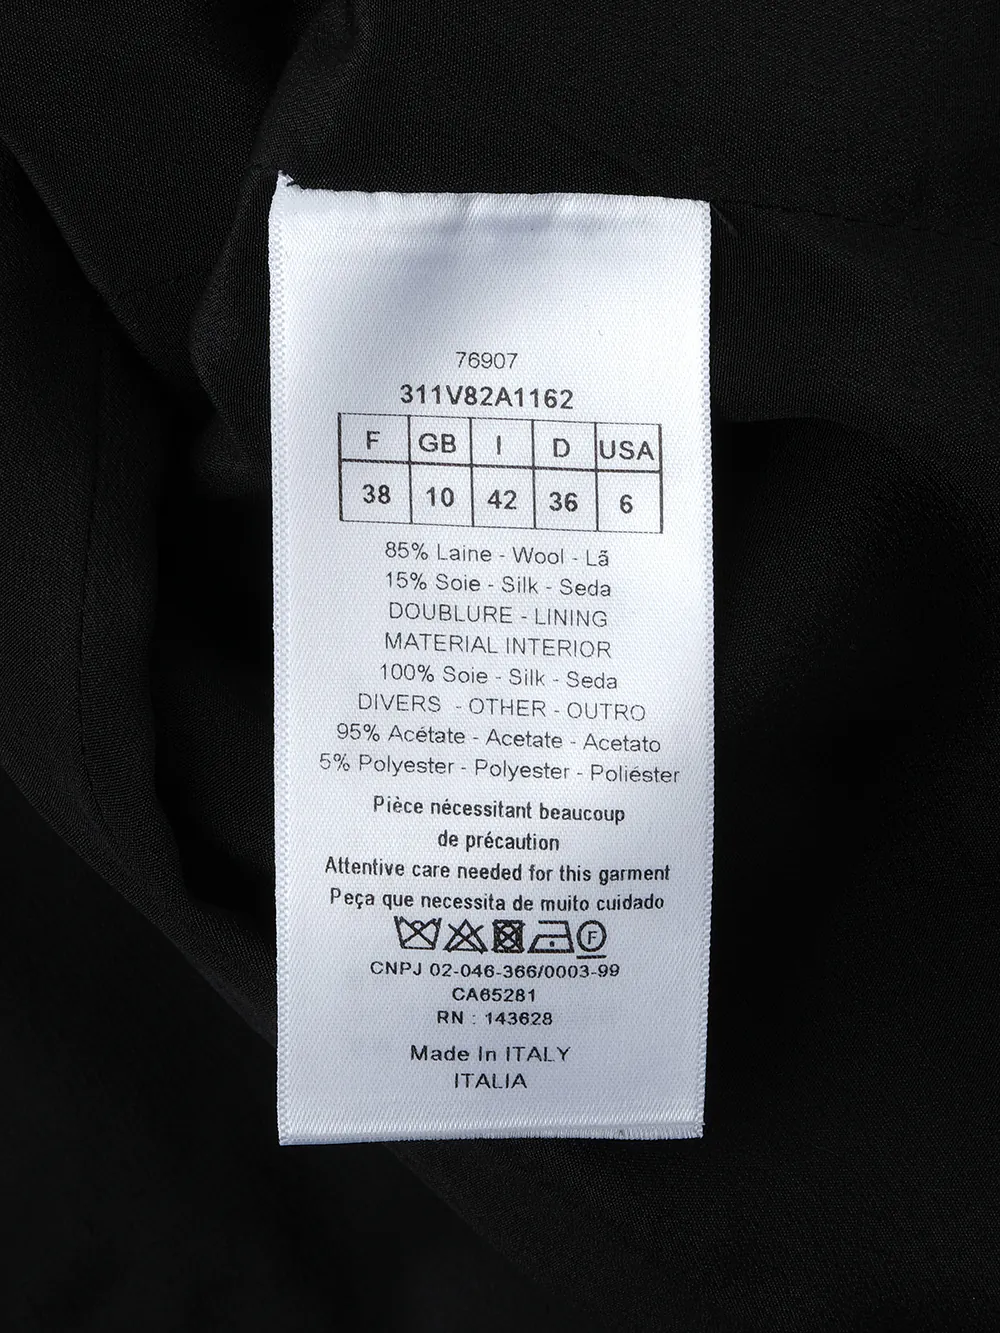 76907
311V82A1162
F GB I D USA
38 10 42 36 6
85% Laine - Wool - Lã
15% Soie - Silk - Seda
DOUBLURE - LINING
MATERIAL INTERIOR
100% Soie - Silk - Seda
DIVERS - OTHER - OUTRO
95% Acétate - Acetate - Acetato
5% Polyester - Polyester - Poliéster
Pièce nécessitant beaucoup
de précaution
Attentive care needed for this garment
Peça que necessita de muito cuidado
F
CNPJ 02-046-366/0003-99
CA65281
RN : 143628
Made In ITALY
ITALIA